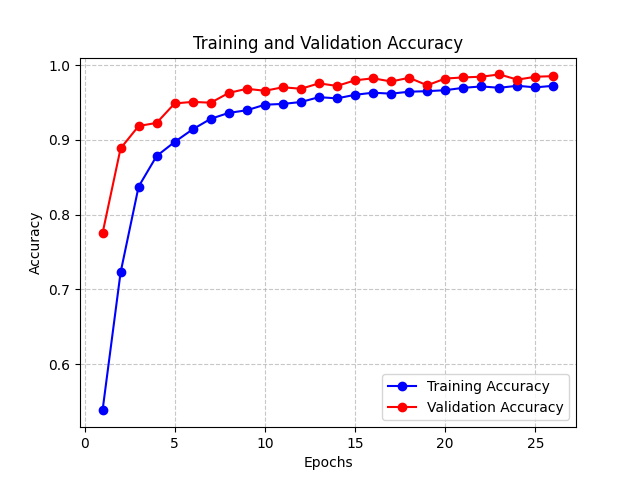 Training and Validation Accuracy
1.0
0.9
0.8
0.7
0.6
Accuracy
0 5 10 15 20 25
Epochs
Training Accuracy
Validation Accuracy